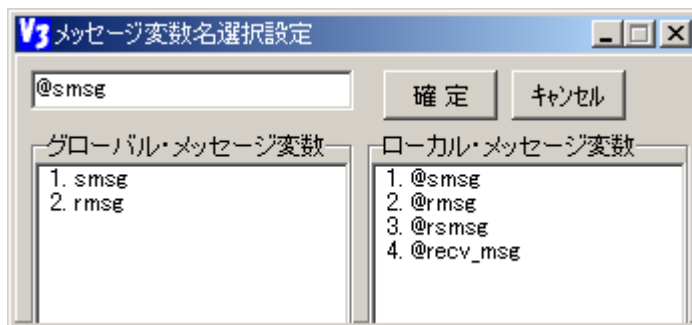 V3 メッセージ変数名選択設定
@smsg
確 定
キャンセル
グローバル・メッセージ変数
1. smsg
2. rmsg
ローカル・メッセージ変数
1. @smsg
2. @rmsg
3. @rsmsg
4. @recv_msg